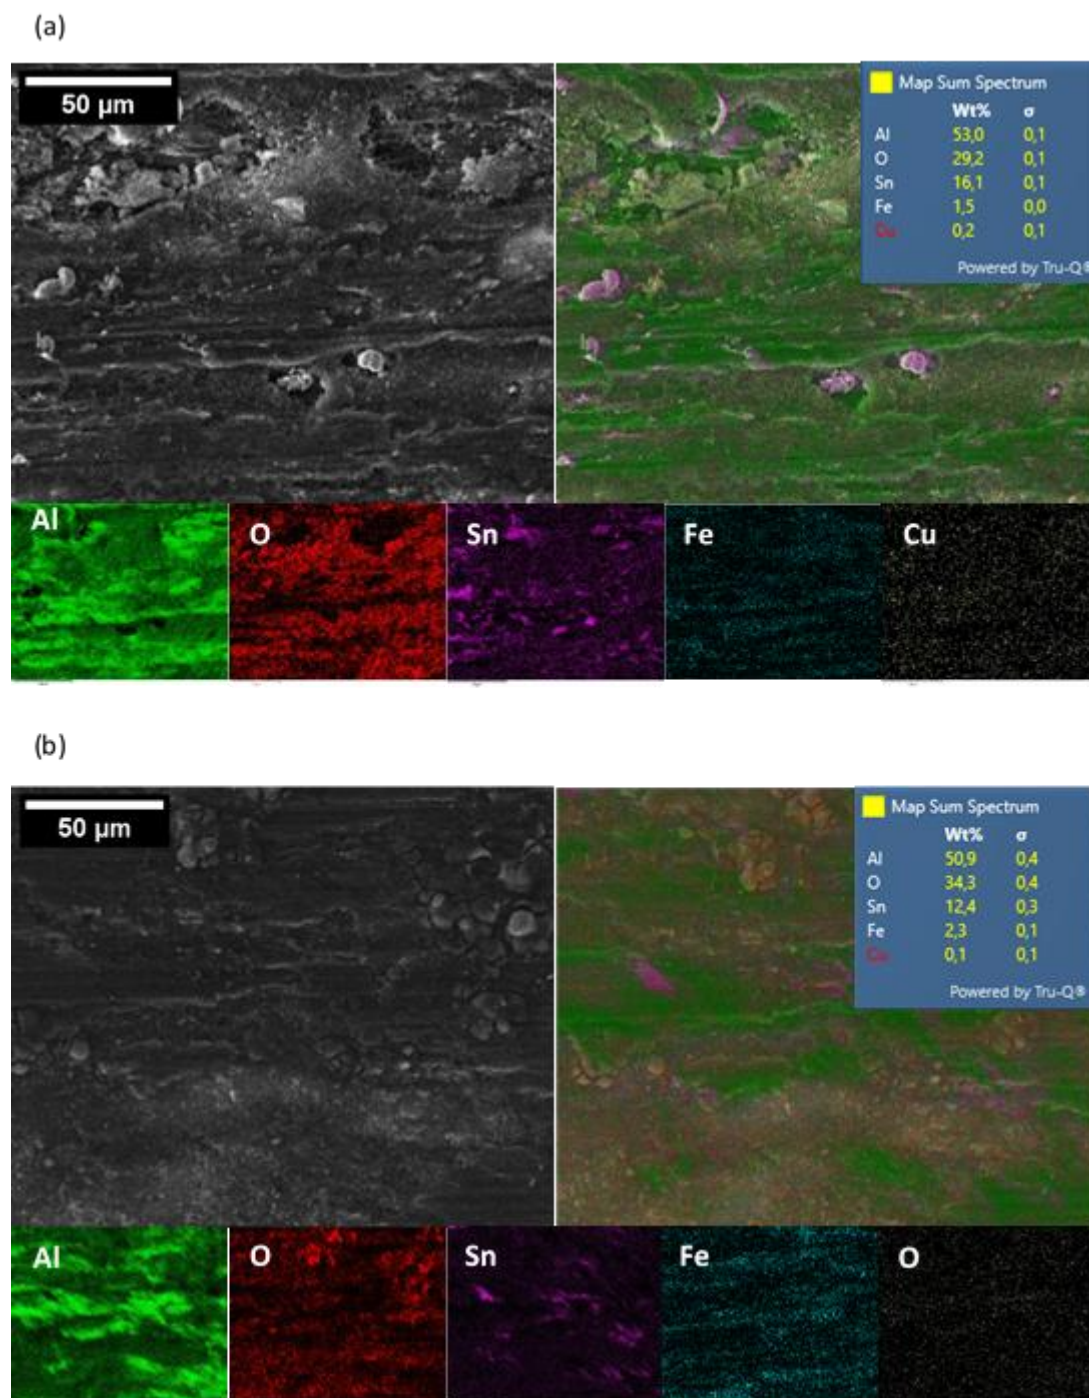 (a)
50 µm
Map Sum Spectrum
Wt% σ
Al 53,0 0,1
O 29,2 0,1
Sn 16,1 0,1
Fe 1,5 0,0
Cu 0,2 0,1
Powered by Tru-Q®
Al O Sn Fe Cu
(b)
50 µm
Map Sum Spectrum
Wt% σ
Al 50,9 0,4
O 34,3 0,4
Sn 12,4 0,3
Fe 2,3 0,1
Cu 0,1 0,1
Powered by Tru-Q®
Al O Sn Fe O